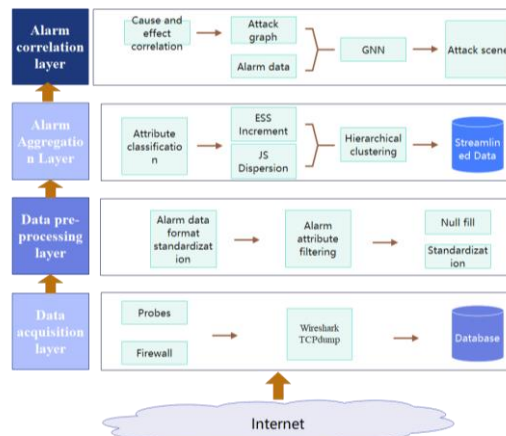 Alarm
correlation
layer
Cause and
effect
correlation
Attack
graph
Alarm data
GNN
Attack scene
Alarm
Aggregatio
n Layer
Attribute
classificatio
n
ESS
Increment
JS
Dispersion
Hierarchical
clustering
Streamlin
ed Data
Data pre-
processing
layer
Alarm data
format
standardizat
ion
Alarm
attribute
filtering
Null fill
Standardizat
ion
Data
acquisition
layer
Probes
Firewall
Wireshark
TCPdump
Database
Internet